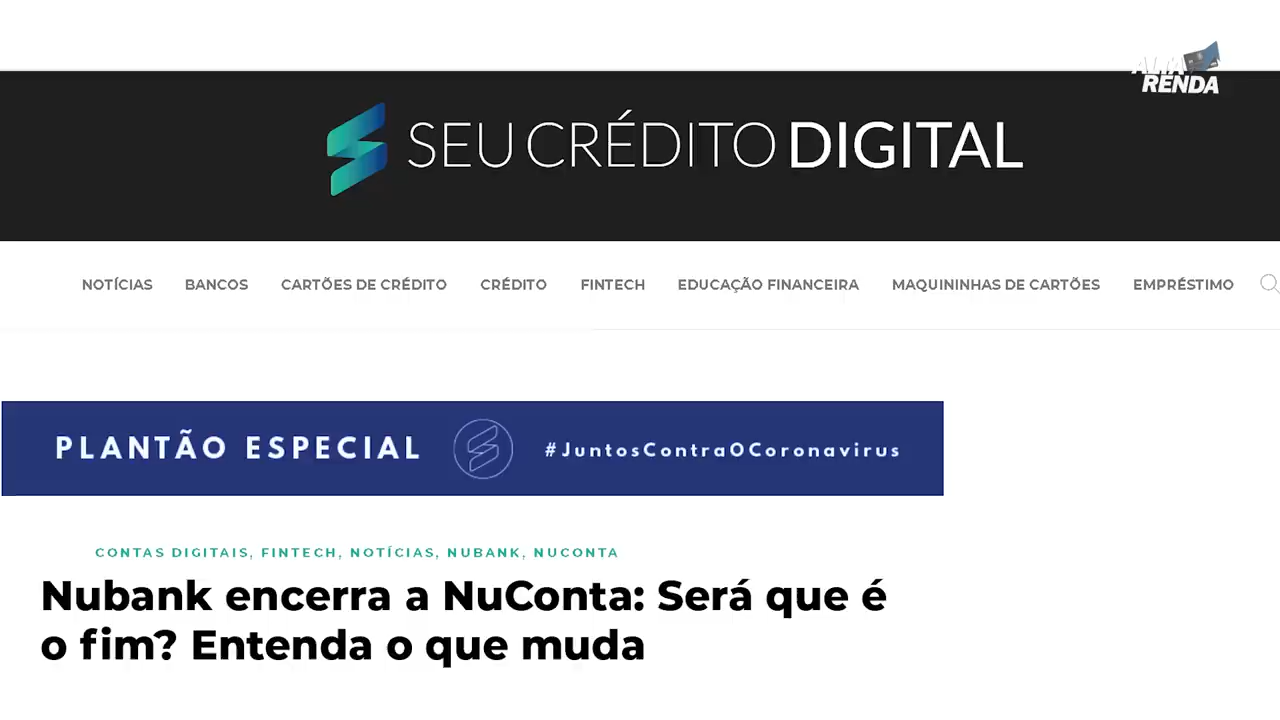 ALTA
RENDA
SEU CRÉDITO DIGITAL
NOTÍCIAS BANCOS CARTÕES DE CRÉDITO CRÉDITO FINTECH EDUCAÇÃO FINANCEIRA MAQUININHAS DE CARTÕES EMPRÉSTIMO
PLANTÃO ESPECIAL #JuntosContraOCoronavirus
CONTAS DIGITAIS, FINTECH, NOTÍCIAS, NUBANK, NUCONTA
Nubank encerra a NuConta: Será que é
o fim? Entenda o que muda